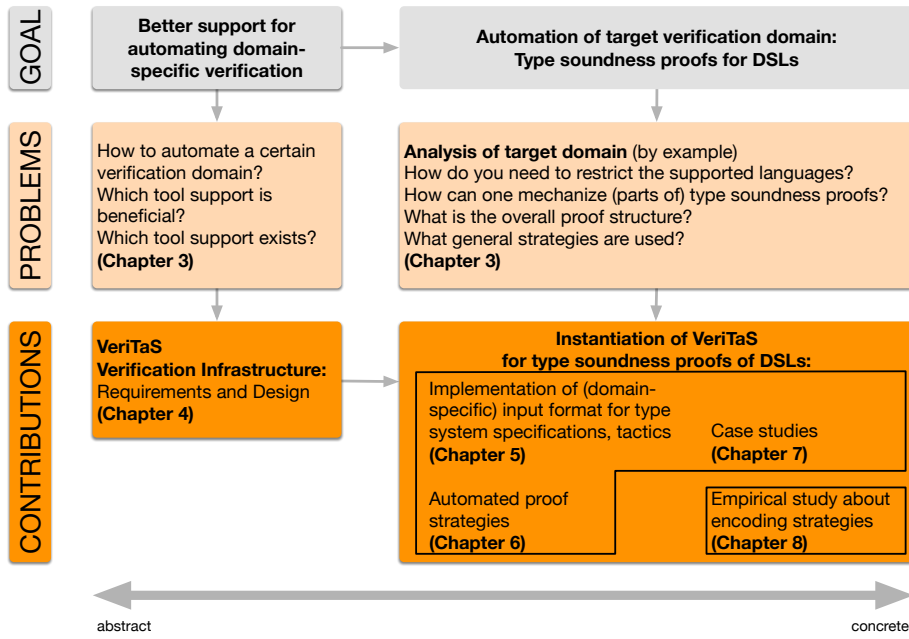 GOAL
Better support for
automating domain-
specific verification
Automation of target verification domain:
Type soundness proofs for DSLs
PROBLEMS
How to automate a certain
verification domain?
Which tool support is
beneficial?
Which tool support exists?
(Chapter 3)
Analysis of target domain (by example)
How do you need to restrict the supported languages?
How can one mechanize (parts of) type soundness proofs?
What is the overall proof structure?
What general strategies are used?
(Chapter 3)
CONTRIBUTIONS
VeriTaS
Verification Infrastructure:
Requirements and Design
(Chapter 4)
Instantiation of VeriTaS
for type soundness proofs of DSLs:
Implementation of (domain-
specific) input format for type
system specifications, tactics
(Chapter 5)
Case studies
(Chapter 7)
Automated proof
strategies
(Chapter 6)
Empirical study about
encoding strategies
(Chapter 8)
abstract
concrete